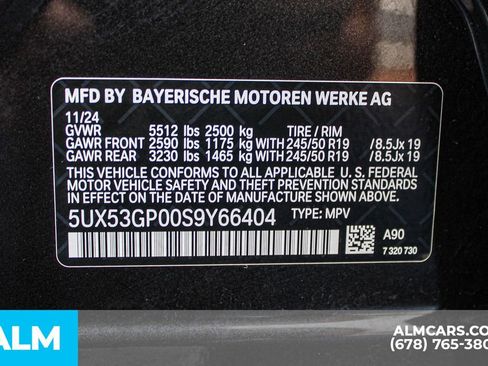 MFD BY BAYERISCHE MOTOREN WERKE AG
11/24
GVWR 5512 lbs 2500 kg TIRE / RIM
GAWR FRONT 2590 lbs 1175 kg WITH 245/50 R19 /8.5Jx 19
GAWR REAR 3230 lbs 1465 kg WITH 245/50 R19 /8.5Jx 19
THIS VEHICLE CONFORMS TO ALL APPLICABLE U. S. FEDERAL
MOTOR VEHICLE SAFETY, BUMPER, AND THEFT PREVENTION
STANDARDS IN EFFECT ON THE DATE OF MANUFACTURE SHOWN ABOVE.
5UX53GP00S9Y66404 TYPE: MPV
A90
7 320 730
ALM
ALMCARS.COM
(678) 765-380